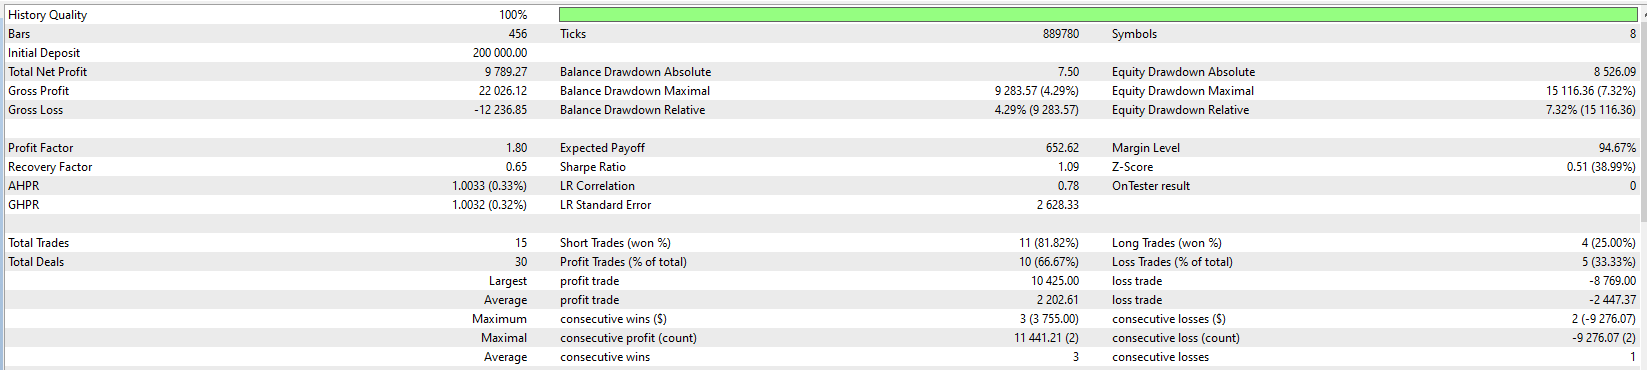 History Quality 100%
Bars 456 Ticks 889780 Symbols 8
Initial Deposit 200 000.00
Total Net Profit 9 789.27 Balance Drawdown Absolute 7.50 Equity Drawdown Absolute 8 526.09
Gross Profit 22 026.12 Balance Drawdown Maximal 9 283.57 (4.29%) Equity Drawdown Maximal 15 116.36 (7.32%)
Gross Loss -12 236.85 Balance Drawdown Relative 4.29% (9 283.57) Equity Drawdown Relative 7.32% (15 116.36)
Profit Factor 1.80 Expected Payoff 652.62 Margin Level 94.67%
Recovery Factor 0.65 Sharpe Ratio 1.09 Z-Score 0.51 (38.99%)
AHPR 1.0033 (0.33%) LR Correlation 0.78 OnTester result 0
GHPR 1.0032 (0.32%) LR Standard Error 2 628.33
Total Trades 15 Short Trades (won %) 11 (81.82%) Long Trades (won %) 4 (25.00%)
Total Deals 30 Profit Trades (% of total) 10 (66.67%) Loss Trades (% of total) 5 (33.33%)
Largest profit trade 10 425.00 loss trade -8 769.00
Average profit trade 2 202.61 loss trade -2 447.37
Maximum consecutive wins ($) 3 (3 755.00) consecutive losses ($) 2 (-9 276.07)
Maximal consecutive profit (count) 11 441.21 (2) consecutive loss (count) -9 276.07 (2)
Average consecutive wins 3 consecutive losses 1